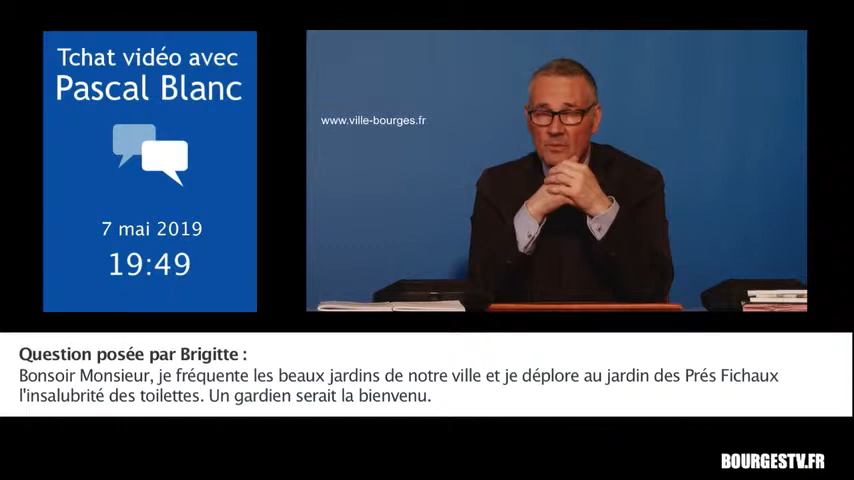 Tchat vidéo avec
Pascal Blanc
7 mai 2019
19:49
www.ville-bourges.fr
Question posée par Brigitte :
Bonsoir Monsieur, je fréquente les beaux jardins de notre ville et je déplore au jardin des Prés Fichaux
l'insalubrité des toilettes. Un gardien serait la bienvenu.
BOURGESTV.FR